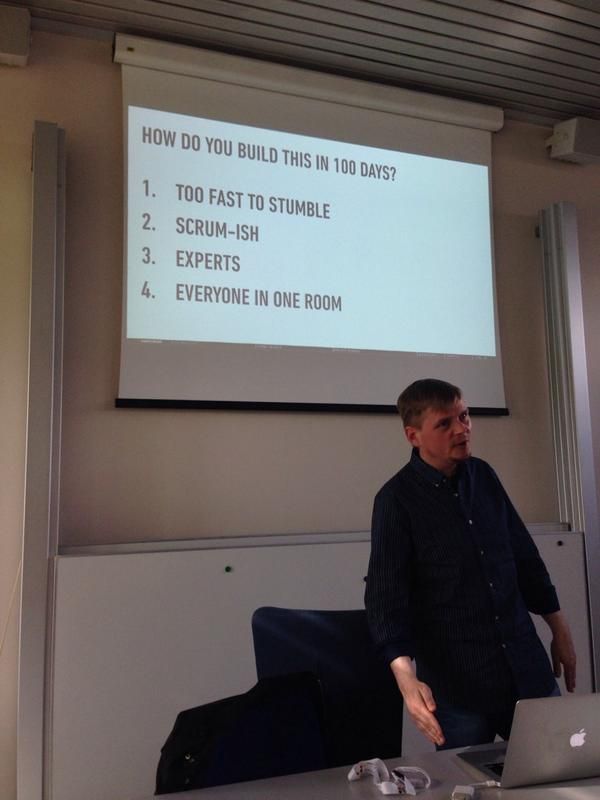 HOW DO YOU BUILD THIS IN 100 DAYS?
1. TOO FAST TO STUMBLE
2. SCRUM-ISH
3. EXPERTS
4. EVERYONE IN ONE ROOM